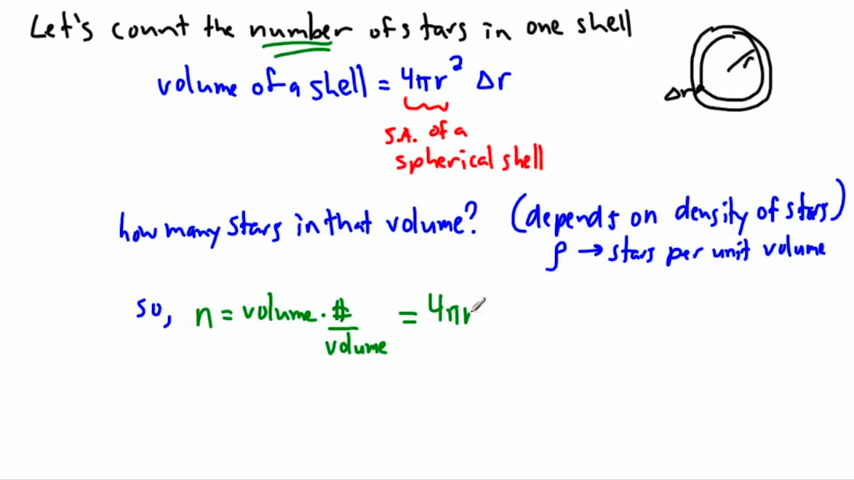 Let's count the number of stars in one shell
volume of a shell = 4πr² Δr
r
Δr
S.A. of a
spherical shell
how many stars in that volume? (depends on density of stars)
ρ → stars per unit volume
so, n = volume · # / volume = 4πr